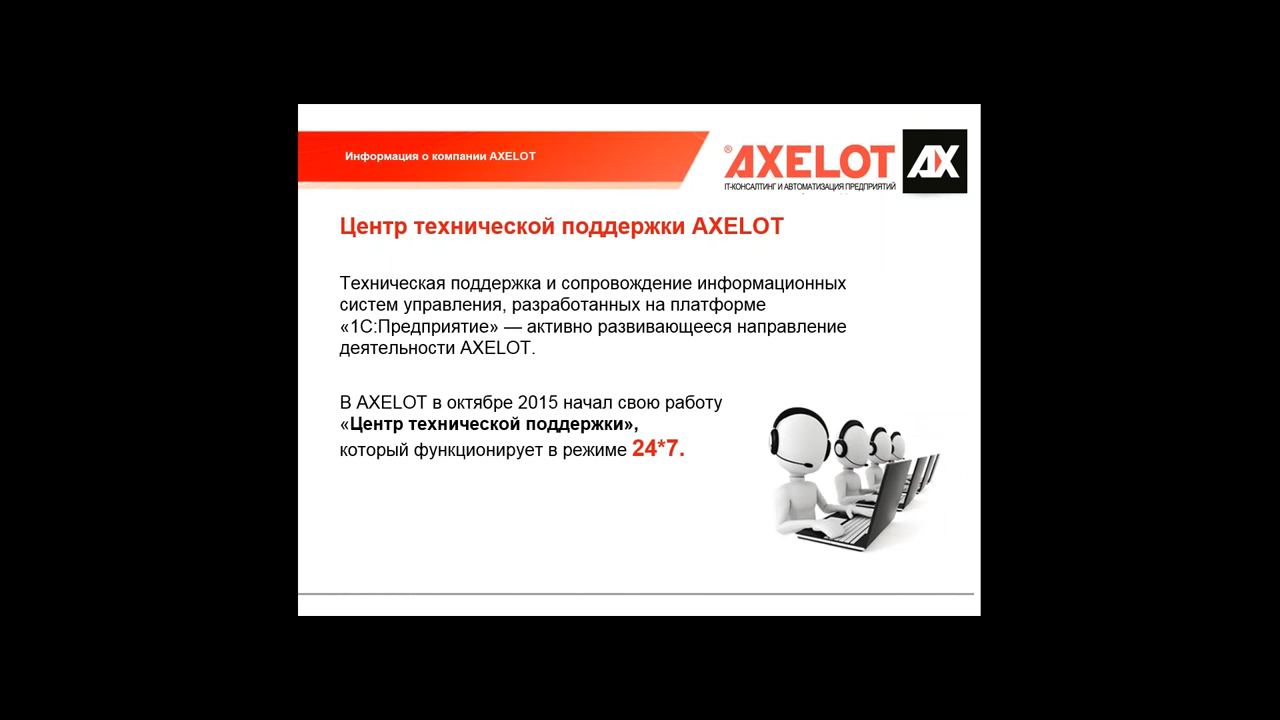 Информация о компании AXELOT
® AXELOT
AX
IT-КОНСАЛТИНГ И АВТОМАТИЗАЦИЯ ПРЕДПРИЯТИЙ
Центр технической поддержки AXELOT
Техническая поддержка и сопровождение информационных
систем управления, разработанных на платформе
«1С:Предприятие» — активно развивающееся направление
деятельности AXELOT.
В AXELOT в октябре 2015 начал свою работу
«Центр технической поддержки»,
который функционирует в режиме 24*7.